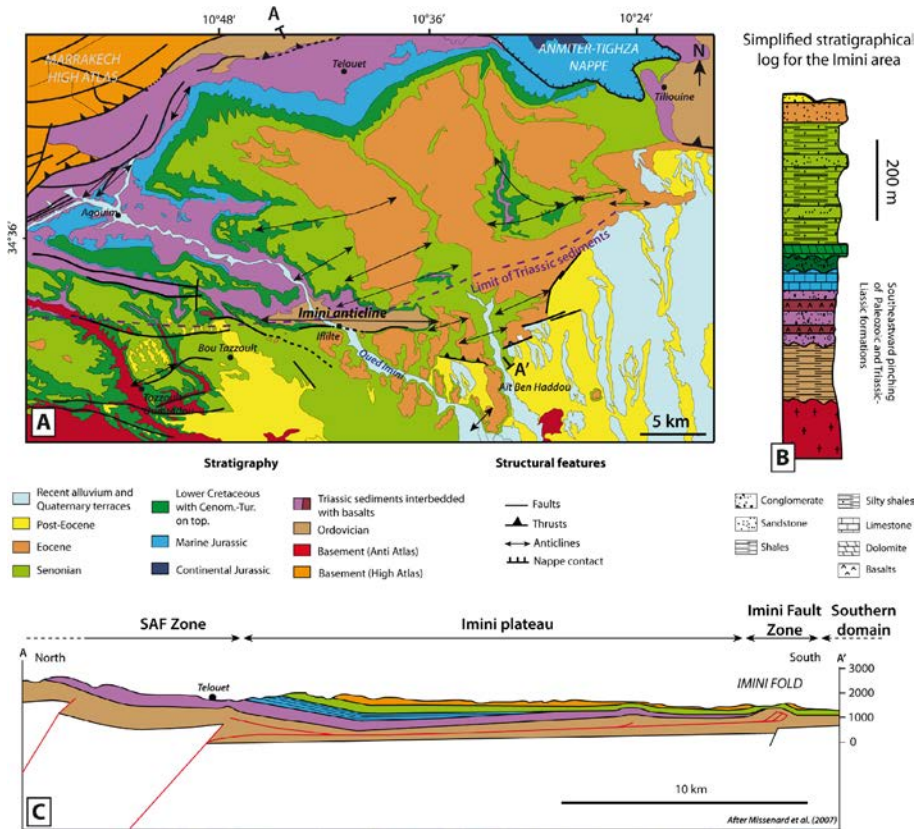 10°48'
10°36'
10°24'
A
MARRAKECH
HIGH ATLAS
Telouet
ANMITER-TIGHZA
NAPPE
N
Tiliouine
Agouim
34°36'
Limit of Triassic sediments
Imini anticline
Iflilte
Bou Tazzoult
Oued Imini
A'
Ait Ben Haddou
A
5 km
Simplified stratigraphical
log for the Imini area
200 m
Southeastward pinching
of Paleozoic and Triassic-
Liassic formations
B
Stratigraphy
Recent alluvium and
Quaternary terraces
Post-Eocene
Eocene
Senonian
Lower Cretaceous
with Cenom.-Tur.
on top.
Marine Jurassic
Continental Jurassic
Triassic sediments interbedded
with basalts
Ordovician
Basement (Anti Atlas)
Basement (High Atlas)
Structural features
Faults
Thrusts
Anticlines
Nappe contact
Conglomerate
Sandstone
Shales
Silty shales
Limestone
Dolomite
Basalts
SAF Zone
Imini plateau
Imini Fault
Zone
Southern
domain
A
North
South
A'
Telouet
IMINI FOLD
3000
2000
1000
0
10 km
C
After Missenard et al. (2007)